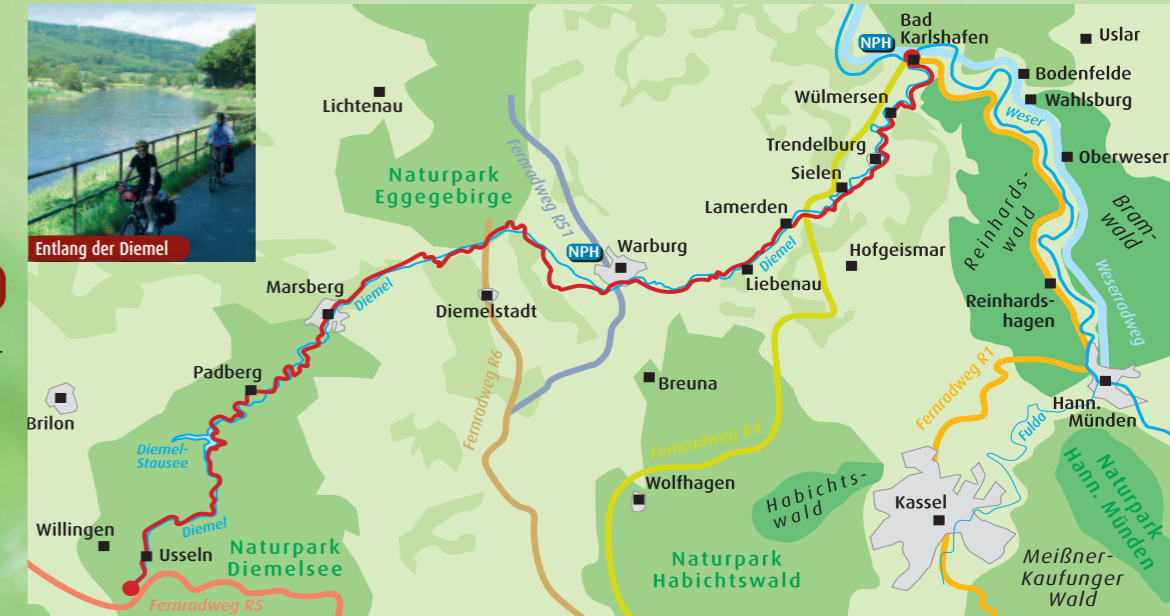 Entlang der Diemel
Bad
Karlshafen
NPH
Uslar
Bodenfelde
Wahlsburg
Lichtenau
Wülmersen
Weser
Trendelburg
Oberweser
Fernradweg R51
Naturpark
Eggegebirge
Sielen
Reinhards-
wald
Bram-
wald
Lamerden
NPH
Warburg
Diemel
Hofgeismar
Weserradweg
Marsberg
Diemel
Liebenau
Diemelstadt
Reinhards-
hagen
Fernradweg R6
Padberg
Breuna
Fernradweg R1
Brilon
Hann.
Münden
Fulda
Diemel-
Stausee
Fernradweg R4
Wolfhagen
Habichts-
wald
Kassel
Naturpark
Hann. Münden
Willingen
Diemel
Usseln
Naturpark
Diemelsee
Naturpark
Habichtswald
Meißner-
Kaufunger
Wald
Fernradweg R5